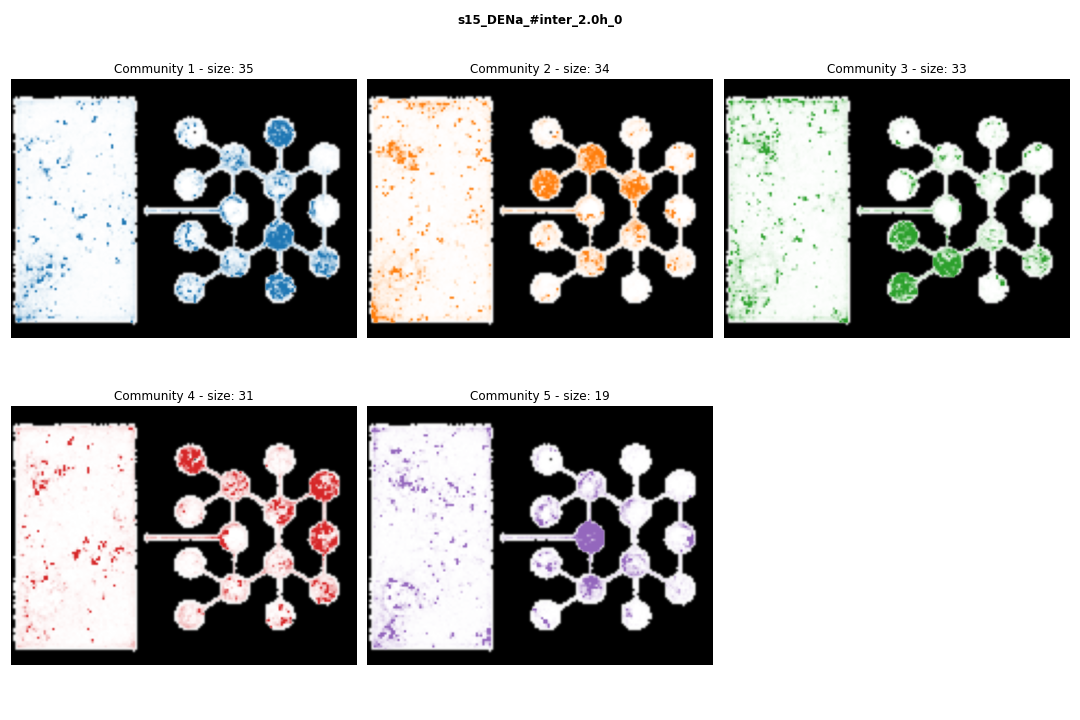 s15_DENa_#inter_2.0h_0
Community 1 - size: 35
Community 2 - size: 34
Community 3 - size: 33
Community 4 - size: 31
Community 5 - size: 19